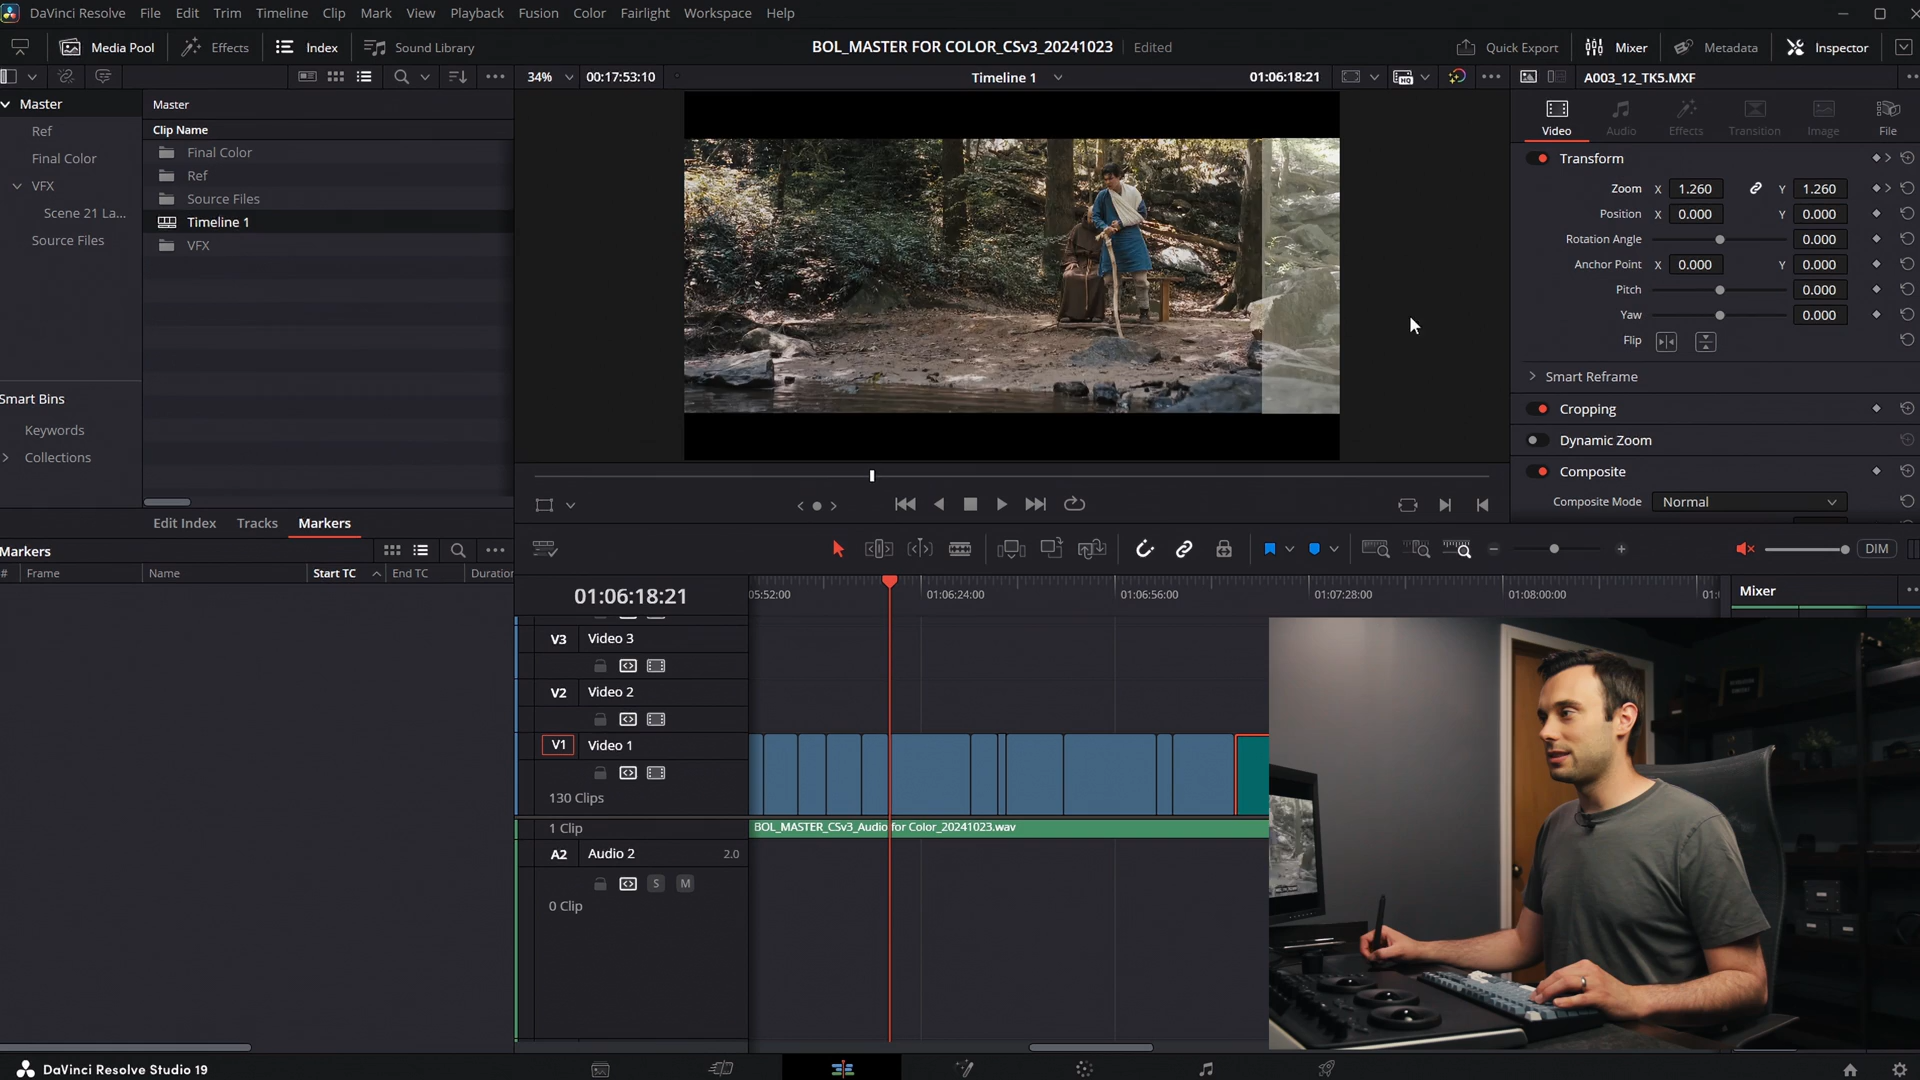 DaVinci Resolve File Edit Trim Timeline Clip Mark View Playback Fusion Color Fairlight Workspace Help
Media Pool Effects Index Sound Library BOL_MASTER FOR COLOR_CSv3_20241023 Edited Quick Export Mixer Metadata Inspector
34% 00:17:53:10 Timeline 1 01:06:18:21 A003_12_TK5.MXF
Master
Ref
Final Color
VFX
Scene 21 La...
Source Files
Smart Bins
Keywords
Collections
Master
Clip Name
Final Color
Ref
Source Files
Timeline 1
VFX
Video Audio Effects Transition Image File
Transform
Zoom X 1.260 Y 1.260
Position X 0.000 Y 0.000
Rotation Angle 0.000
Anchor Point X 0.000 Y 0.000
Pitch 0.000
Yaw 0.000
Flip
Smart Reframe
Cropping
Dynamic Zoom
Composite
Composite Mode Normal
Edit Index Tracks Markers
Markers
# Frame Name Start TC End TC Duration
DIM
01:06:18:21
05:52:00 01:06:24:00 01:06:56:00 01:07:28:00 01:08:00:00 01:
Mixer
V3 Video 3
V2 Video 2
V1 Video 1
130 Clips
1 Clip
BOL_MASTER_CSv3_Audio for Color_20241023.wav
A2 Audio 2 2.0
S M
0 Clip
DaVinci Resolve Studio 19